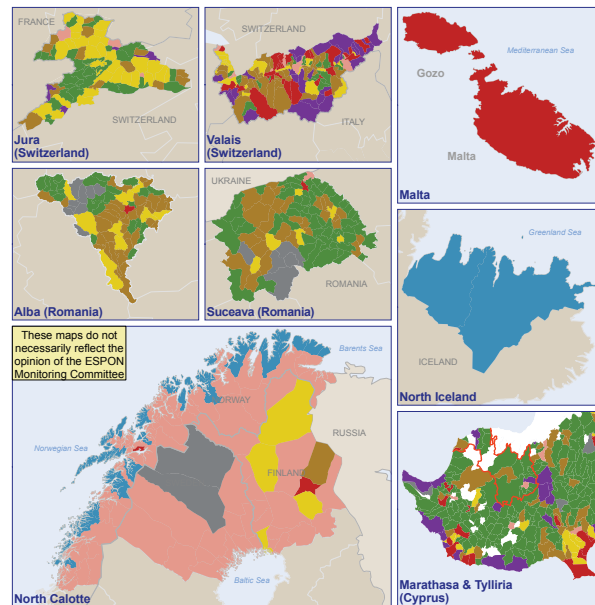 FRANCE
SWITZERLAND
Jura
(Switzerland)
SWITZERLAND
ITALY
Valais
(Switzerland)
Mediterranean Sea
Gozo
Malta
Malta
Alba (Romania)
UKRAINE
ROMANIA
Suceava (Romania)
Greenland Sea
ICELAND
North Iceland
These maps do not
necessarily reflect the
opinion of the ESPON
Monitoring Committee
Barents Sea
NORWAY
RUSSIA
Norwegian Sea
FINLAND
Baltic Sea
North Calotte
Marathasa & Tylliria
(Cyprus)